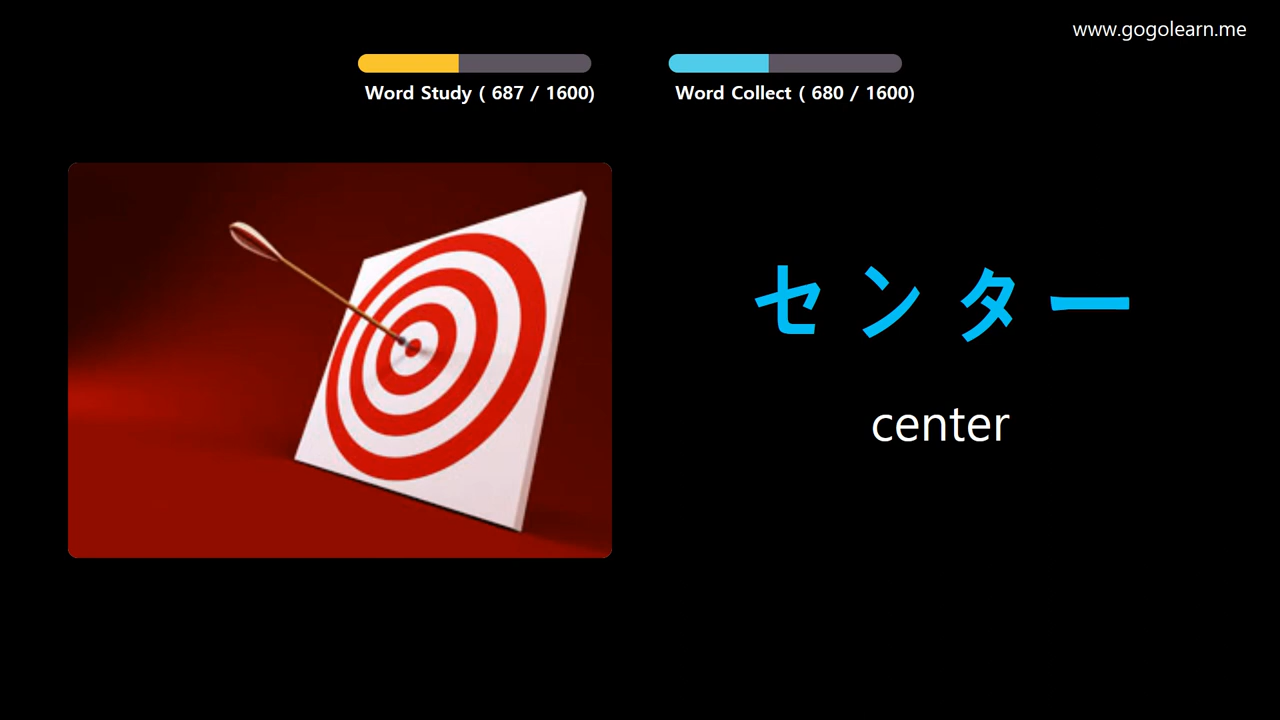 www.gogolearn.me
Word Study ( 687 / 1600)
Word Collect ( 680 / 1600)
センター
center